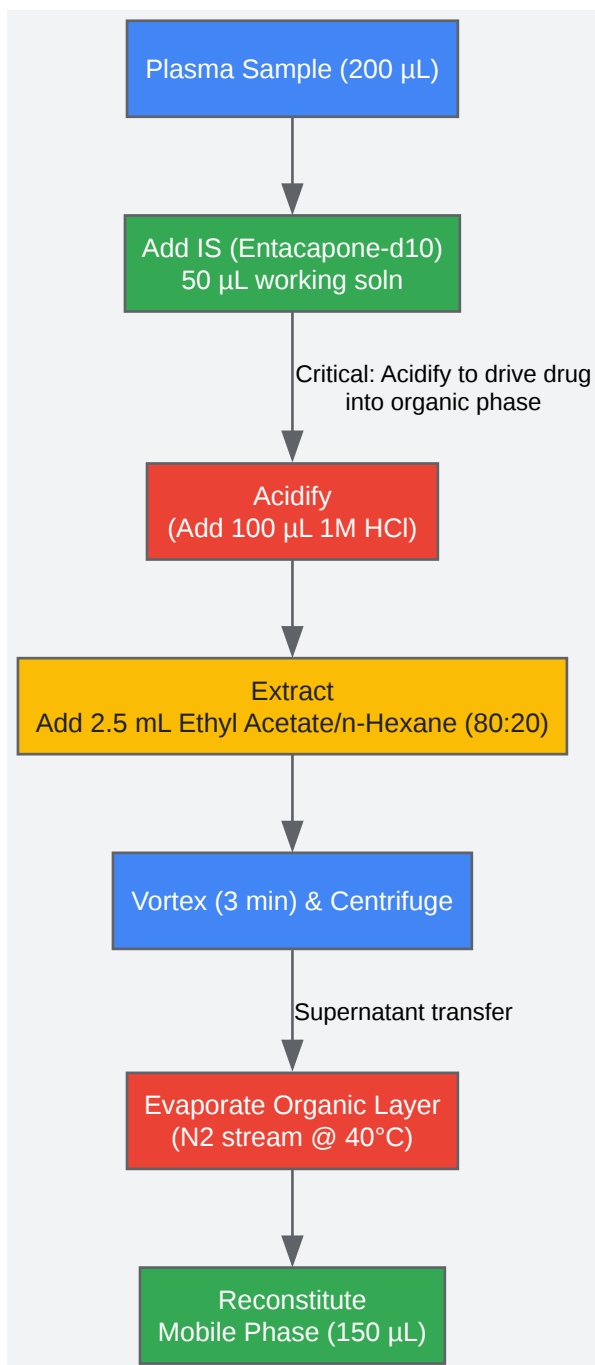 Plasma Sample (200 µL)
Add IS (Entacapone-d10)
50 µL working soln
Critical: Acidify to drive drug
into organic phase
Acidify
(Add 100 µL 1M HCl)
Extract
Add 2.5 mL Ethyl Acetate/n-Hexane (80:20)
Vortex (3 min) & Centrifuge
Supernatant transfer
Evaporate Organic Layer
(N2 stream @ 40°C)
Reconstitute
Mobile Phase (150 µL)